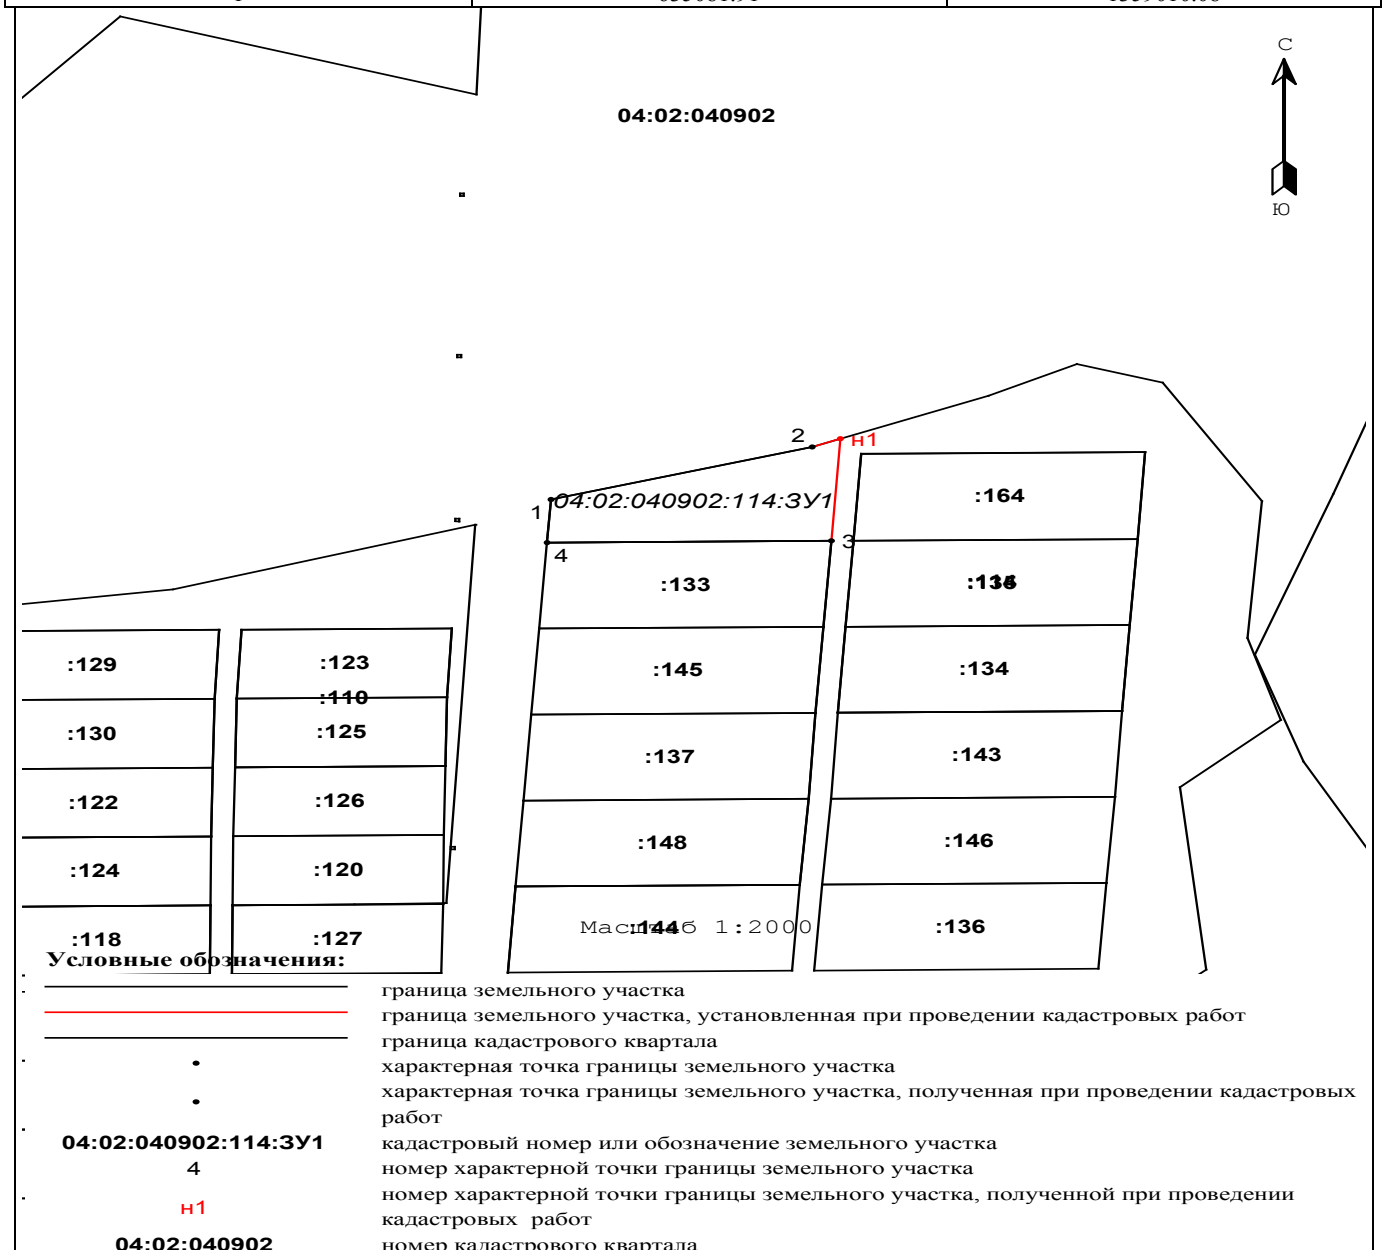 С
04:02:040902
Ю
2
н1
1
04:02:040902:114:ЗУ1
:164
3
4
:133
:129
:123
:145
:134
:110
:130
:125
:137
:143
:122
:126
:148
:146
:124
:120
:118
:127
Масштаб 1:2000
:144
:136
Условные обозначения:
граница земельного участка
граница земельного участка, установленная при проведении кадастровых работ
граница кадастрового квартала
характерная точка границы земельного участка
характерная точка границы земельного участка, полученная при проведении кадастровых
работ
04:02:040902:114:ЗУ1 кадастровый номер или обозначение земельного участка
4 номер характерной точки границы земельного участка
номер характерной точки границы земельного участка, полученной при проведении
н1
кадастровых работ
04:02:040902 номер кадастрового квартала